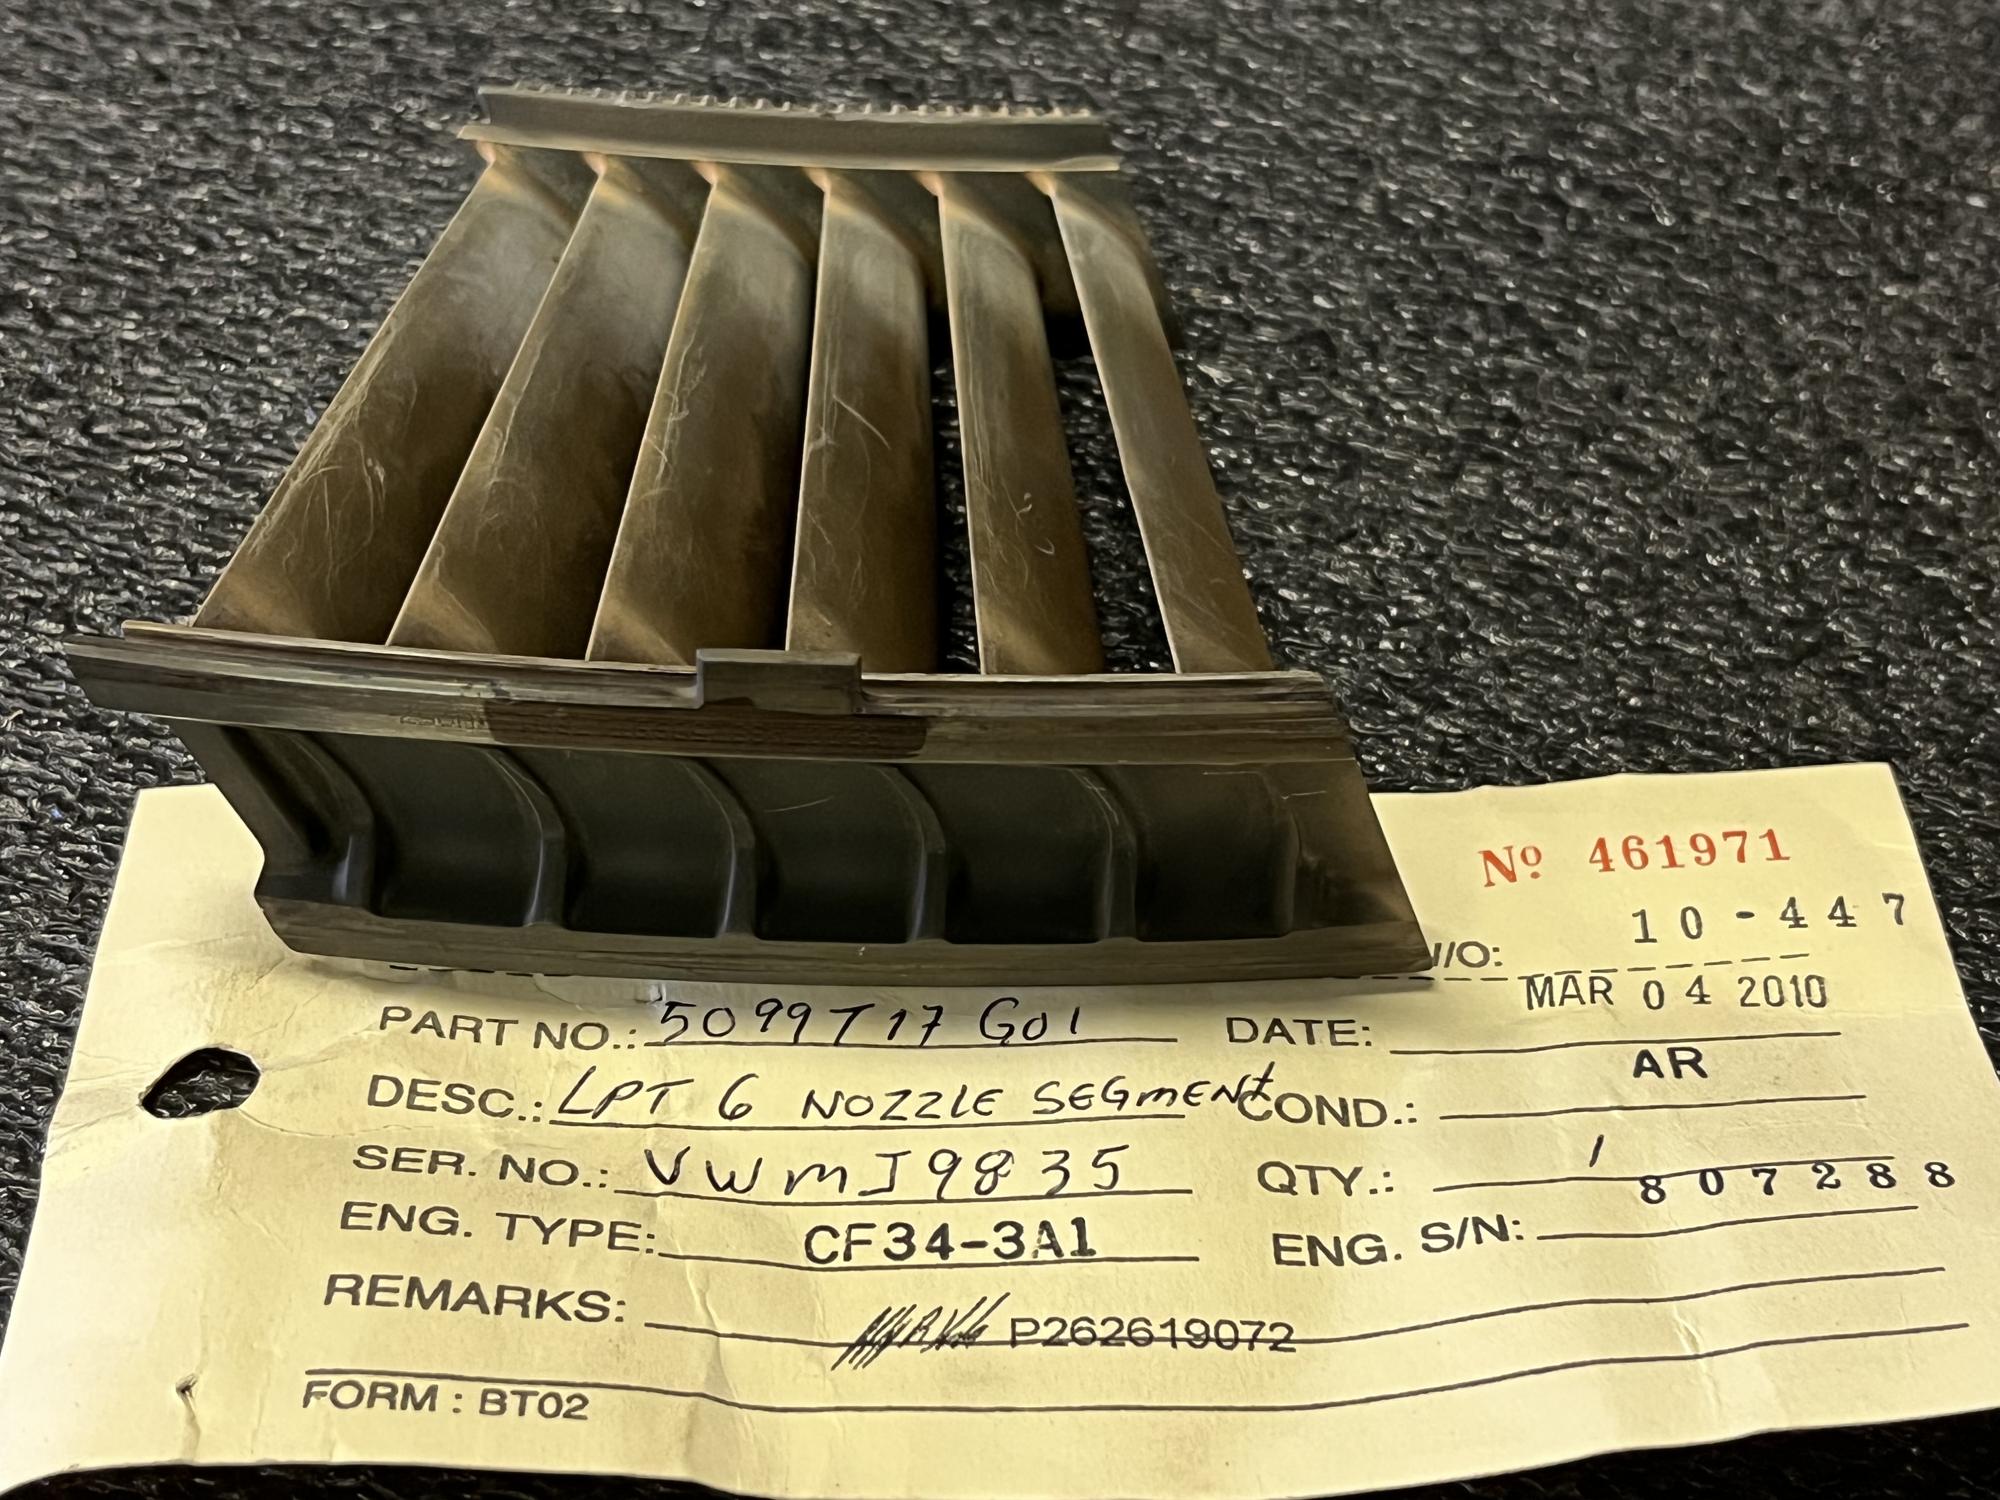 Nº 461971
I/O: 10-447
PART NO.: 5099T17 G01 DATE: MAR 04 2010
DESC.: LPT 6 NOZZLE SEGMENT COND.: AR
SER. NO.: VWMJ9835 QTY.: 1
ENG. TYPE: CF34-3A1 ENG. S/N: 807288
REMARKS: P262619072
FORM : BT02